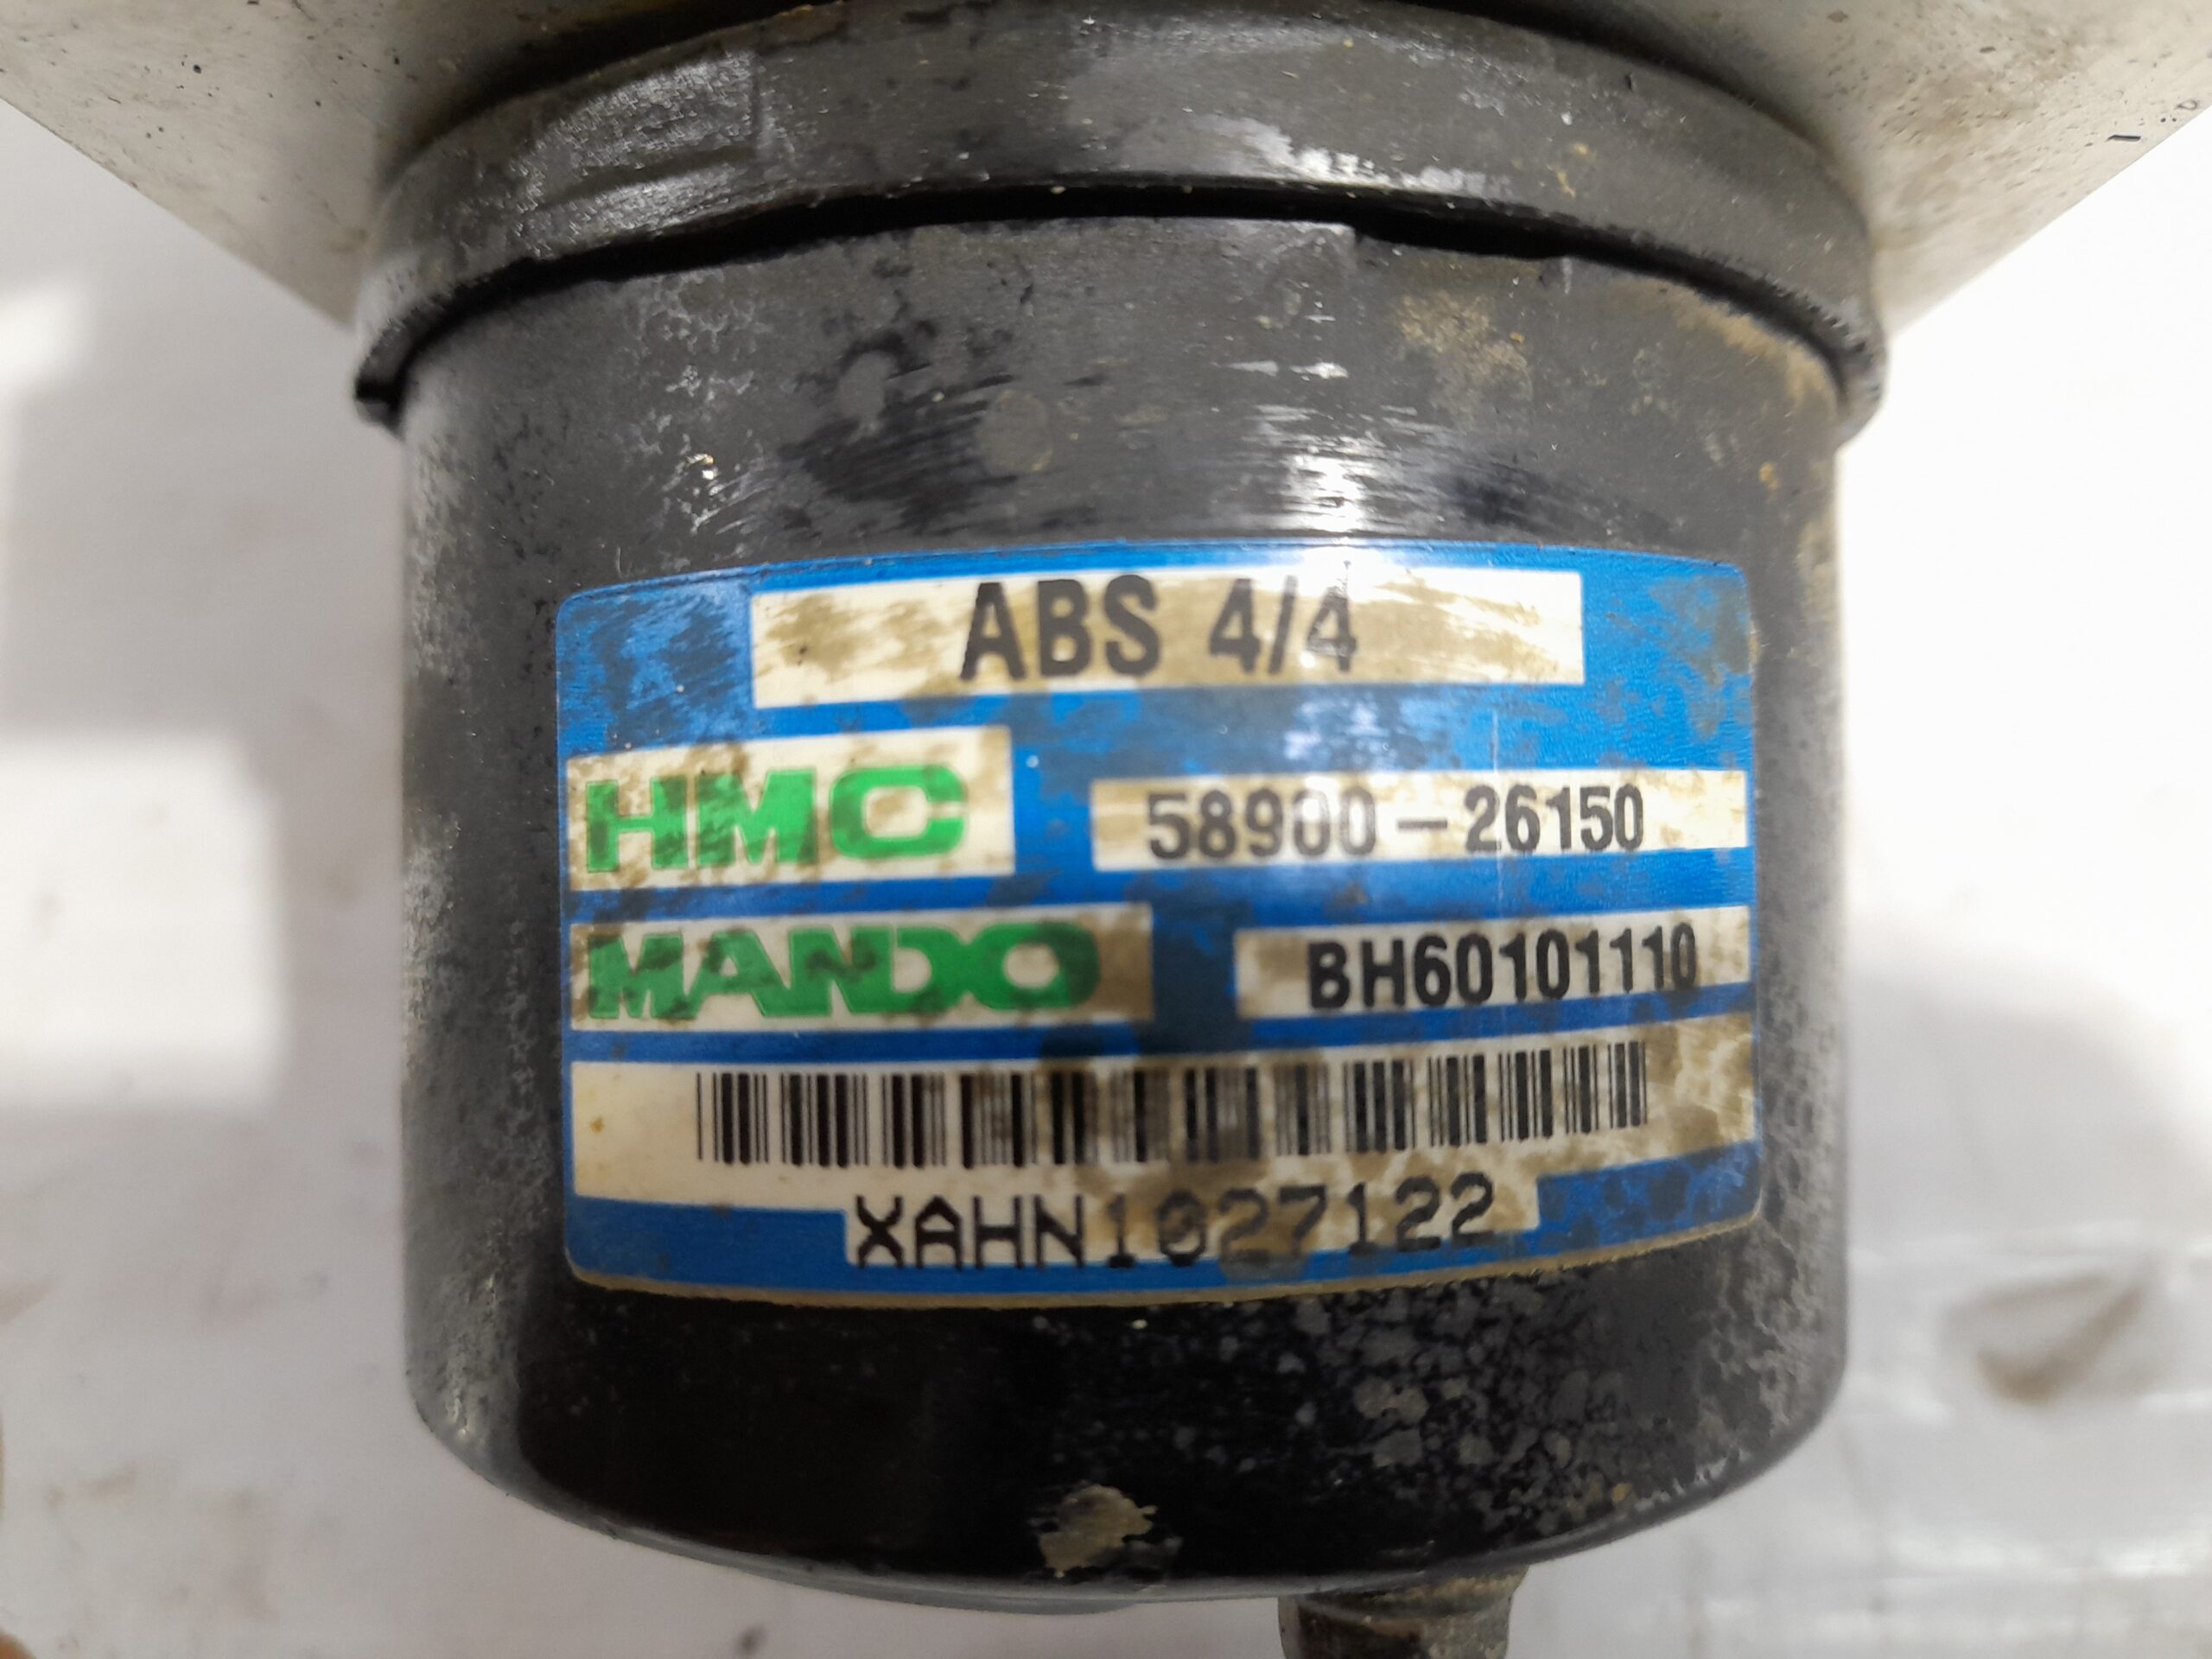 ABS 4/4
HMC 58900-26150
MANDO BH60101110
XAHN1027122